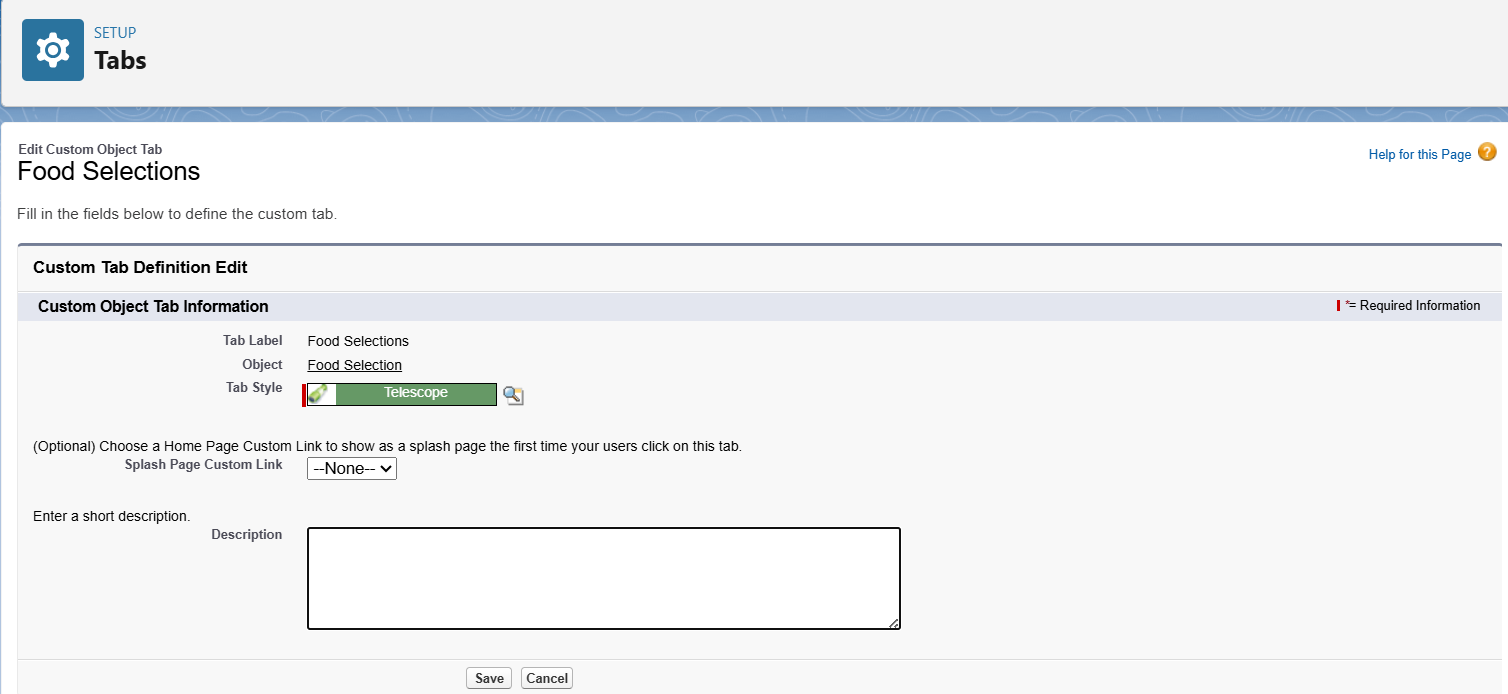 SETUP
Tabs
Edit Custom Object Tab
Food Selections
Help for this Page ?
Fill in the fields below to define the custom tab.
Custom Tab Definition Edit
Custom Object Tab Information
*= Required Information
Tab Label Food Selections
Object Food Selection
Tab Style Telescope
(Optional) Choose a Home Page Custom Link to show as a splash page the first time your users click on this tab.
Splash Page Custom Link --None--
Enter a short description.
Description
Save Cancel